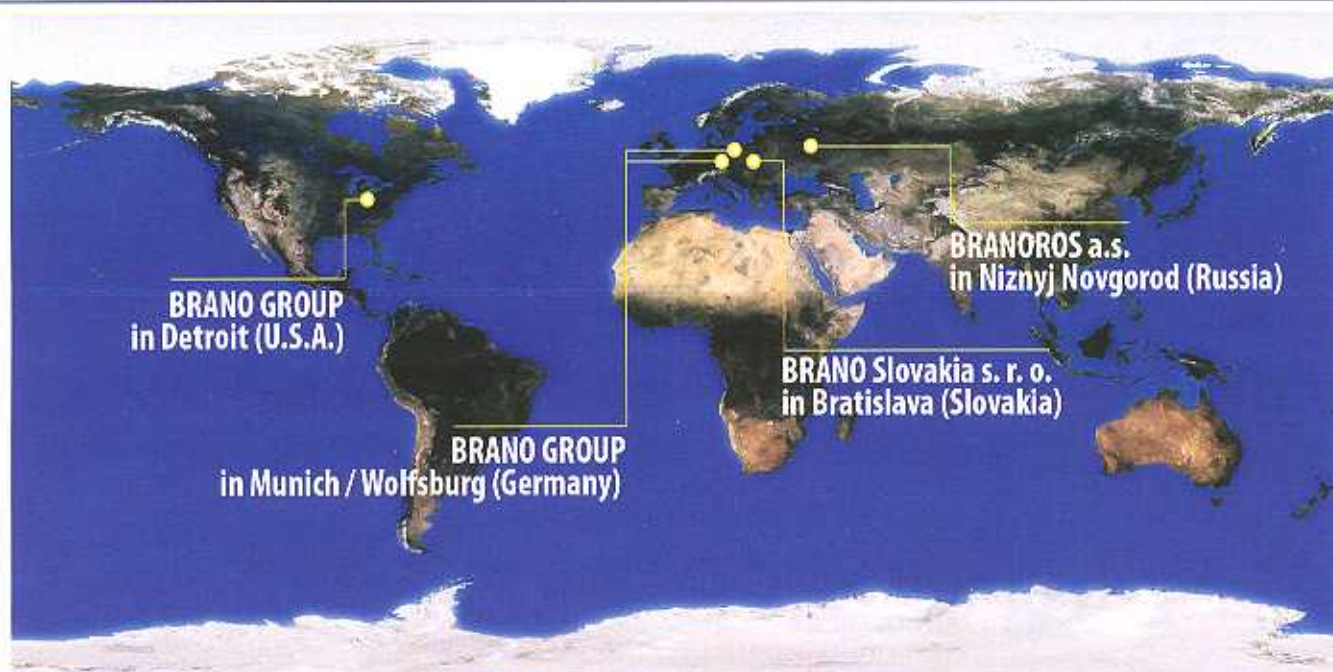 BRANO GROUP
in Detroit (U.S.A.)
BRANO GROUP
in Munich / Wolfsburg (Germany)
BRANO Slovakia s. r. o.
in Bratislava (Slovakia)
BRANOROS a.s.
in Niznyj Novgorod (Russia)